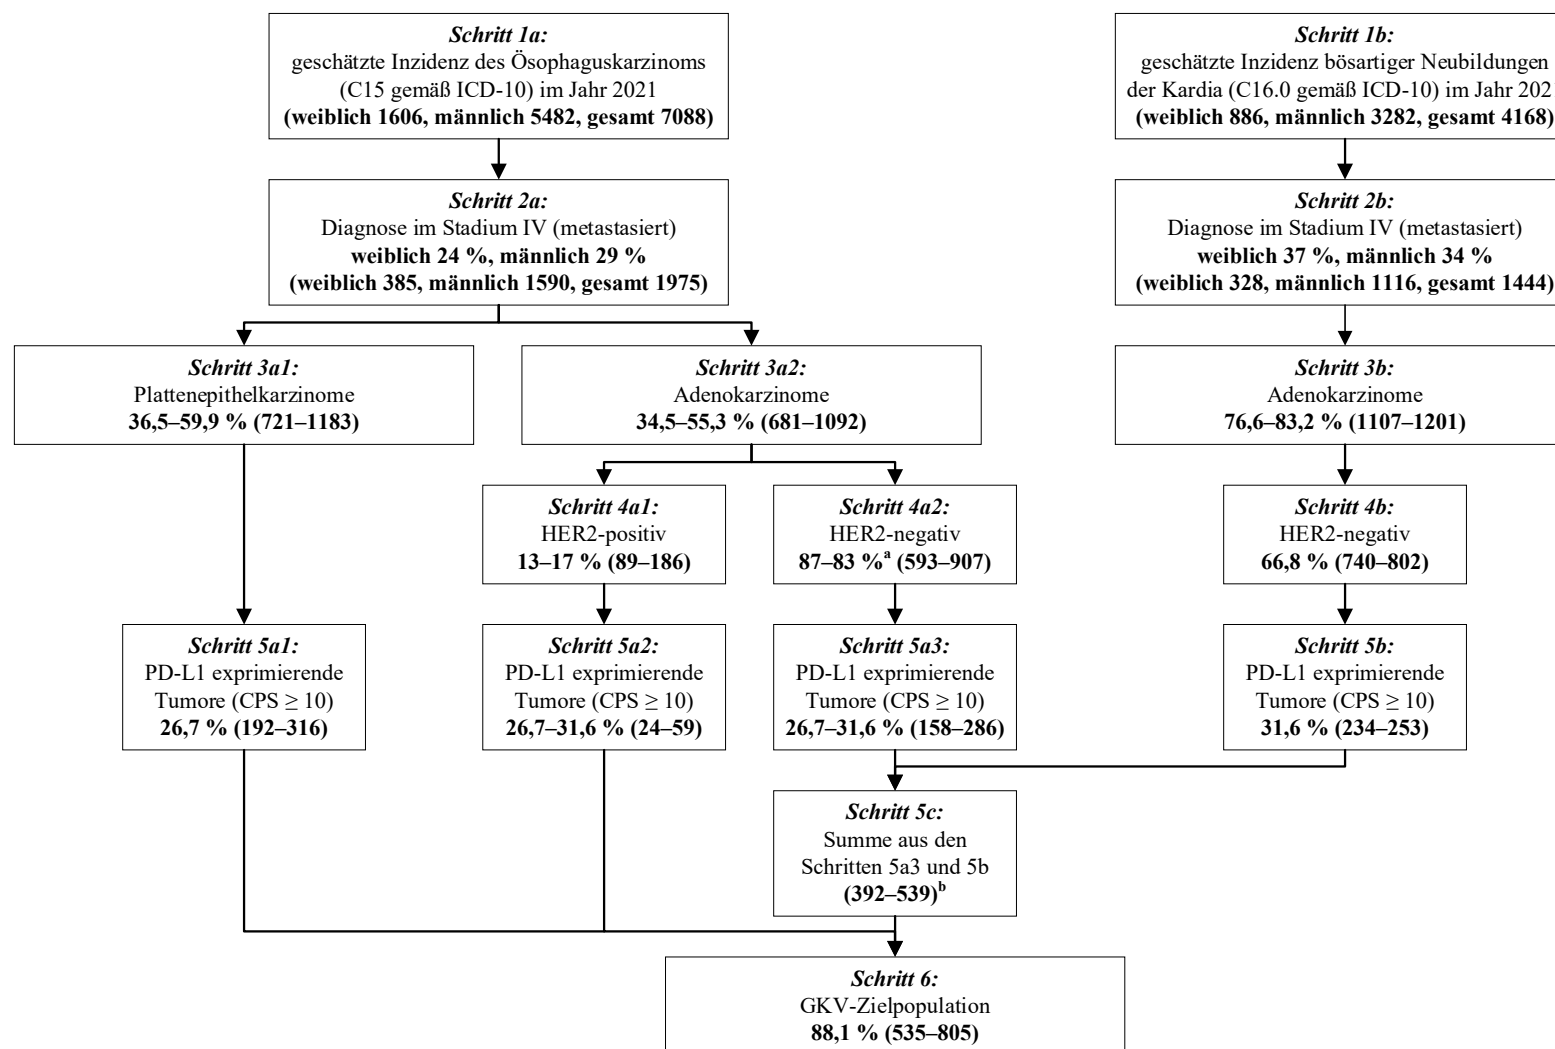 Schritt 1a:
geschätzte Inzidenz des Ösophaguskarzinoms
(C15 gemäß ICD-10) im Jahr 2021
(weiblich 1606, männlich 5482, gesamt 7088)
Schritt 1b:
geschätzte Inzidenz bösartiger Neubildungen
der Kardia (C16.0 gemäß ICD-10) im Jahr 202
(weiblich 886, männlich 3282, gesamt 4168)
Schritt 2a:
Diagnose im Stadium IV (metastasiert)
weiblich 24 %, männlich 29 %
(weiblich 385, männlich 1590, gesamt 1975)
Schritt 2b:
Diagnose im Stadium IV (metastasiert)
weiblich 37 %, männlich 34 %
(weiblich 328, männlich 1116, gesamt 1444)
Schritt 3a1:
Plattenepithelkarzinome
36,5–59,9 % (721–1183)
Schritt 3a2:
Adenokarzinome
34,5–55,3 % (681–1092)
Schritt 3b:
Adenokarzinome
76,6–83,2 % (1107–1201)
Schritt 4a1:
HER2-positiv
13–17 % (89–186)
Schritt 4a2:
HER2-negativ
87–83 %a (593–907)
Schritt 4b:
HER2-negativ
66,8 % (740–802)
Schritt 5a1:
PD-L1 exprimierende
Tumore (CPS ≥ 10)
26,7 % (192–316)
Schritt 5a2:
PD-L1 exprimierende
Tumore (CPS ≥ 10)
26,7–31,6 % (24–59)
Schritt 5a3:
PD-L1 exprimierende
Tumore (CPS ≥ 10)
26,7–31,6 % (158–286)
Schritt 5b:
PD-L1 exprimierende
Tumore (CPS ≥ 10)
31,6 % (234–253)
Schritt 5c:
Summe aus den
Schritten 5a3 und 5b
(392–539)b
Schritt 6:
GKV-Zielpopulation
88,1 % (535–805)